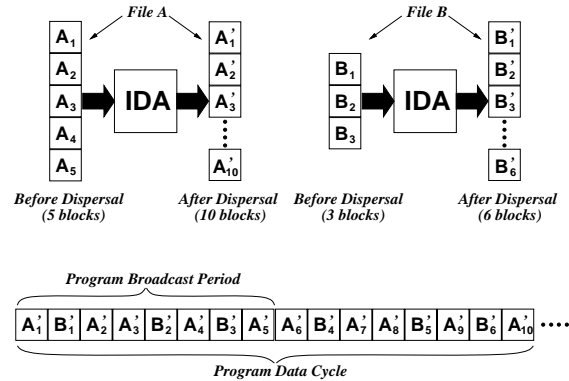 File A
File B
A1
A2
A3
A4
A5
IDA
A'1
A'2
A'3
A'10
B1
B2
B3
IDA
B'1
B'2
B'3
B'6
Before Dispersal
(5 blocks)
After Dispersal
(10 blocks)
Before Dispersal
(3 blocks)
After Dispersal
(6 blocks)
Program Broadcast Period
A'1 B'1 A'2 A'3 B'2 A'4 B'3 A'5 A'6 B'4 A'7 A'8 B'5 A'9 B'6 A'10
Program Data Cycle